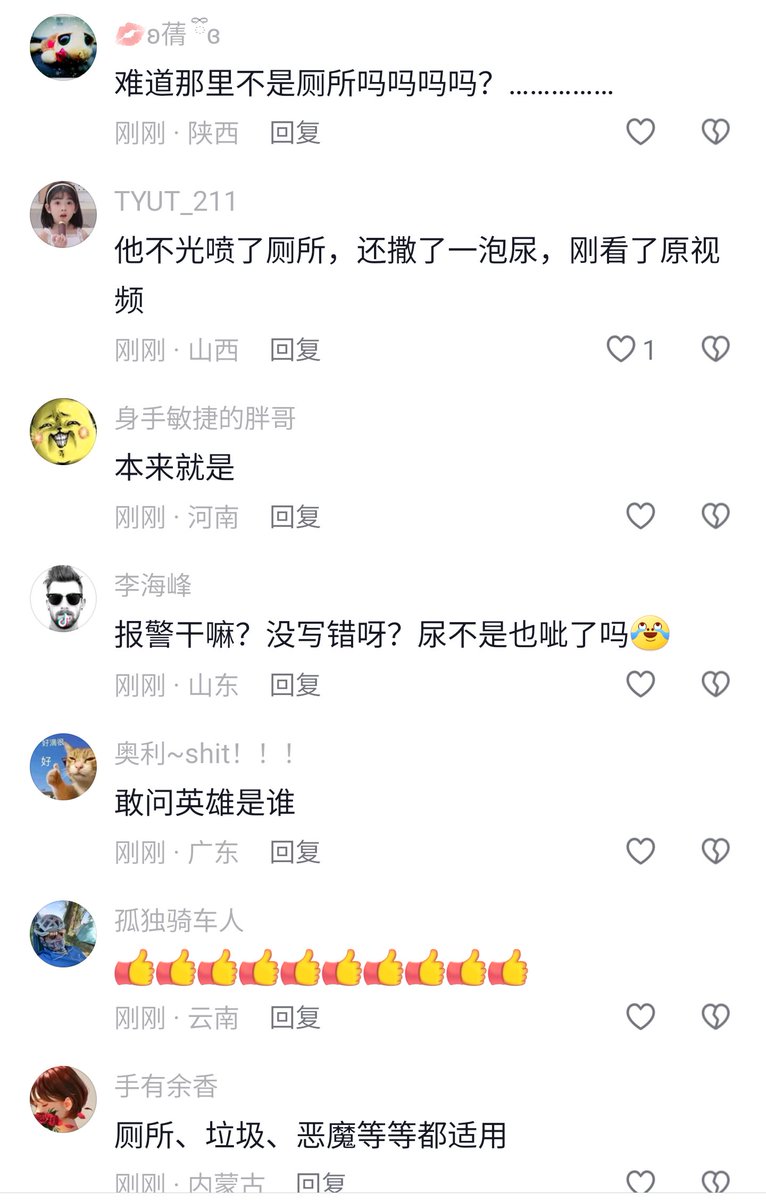 💋ʚ蒨ྀིɞ
难道那里不是厕所吗吗吗吗？……………
刚刚 · 陕西 回复
TYUT_211
他不光喷了厕所，还撒了一泡尿，刚看了原视
频
刚刚 · 山西 回复 1
身手敏捷的胖哥
本来就是
刚刚 · 河南 回复
李海峰
报警干嘛？没写错呀？尿不是也呲了吗😂
刚刚 · 山东 回复
好滴很
好
奥利~shit！！！
敢问英雄是谁
刚刚 · 广东 回复
孤独骑车人
👍👍👍👍👍👍👍👍👍👍
刚刚 · 云南 回复
手有余香
厕所、垃圾、恶魔等等都适用
刚刚 · 内蒙古 回复